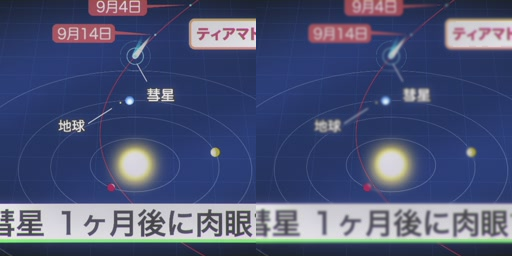 9月4日
9月14日
ティアマト
彗星
地球
彗星 1ヶ月後に肉眼
9月4日
9月14日
ティアマト
彗星
地球
彗星 1ヶ月後に肉眼